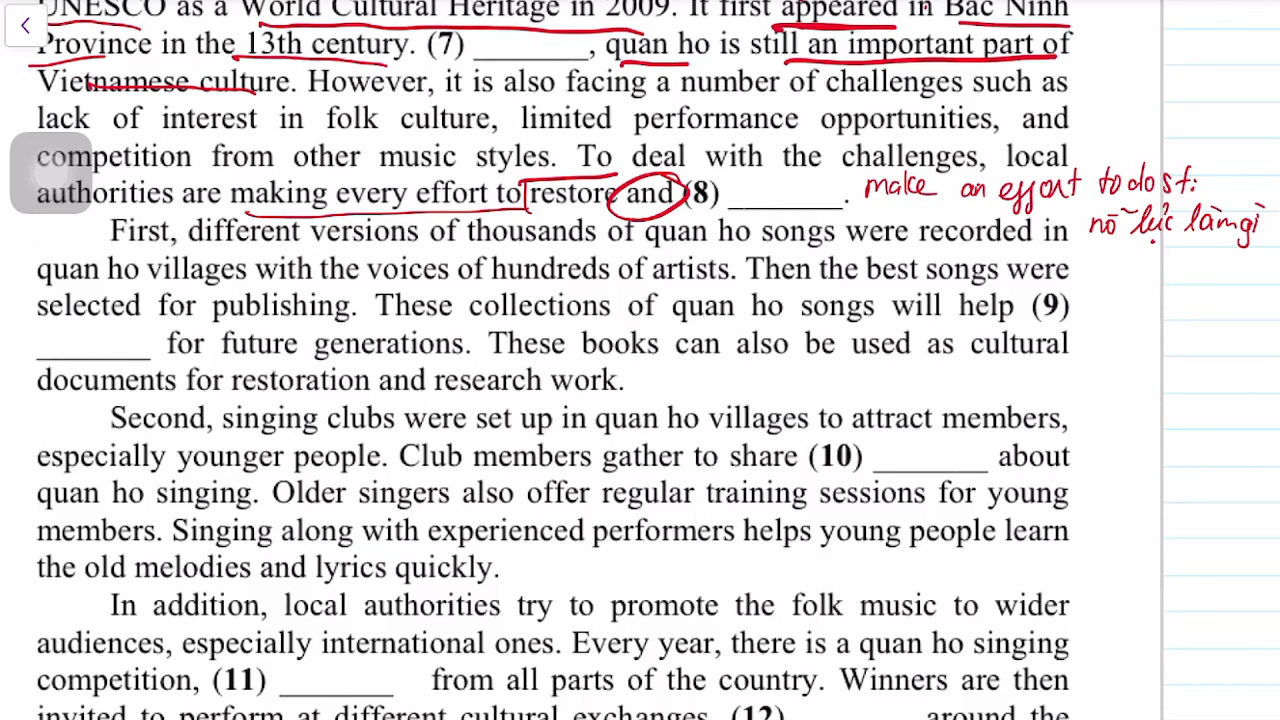 UNESCO as a World Cultural Heritage in 2009. It first appeared in Bac Ninh
Province in the 13th century. (7) ________, quan ho is still an important part of
Vietnamese culture. However, it is also facing a number of challenges such as
lack of interest in folk culture, limited performance opportunities, and
competition from other music styles. To deal with the challenges, local
authorities are making every effort to restore and (8) ________.
make an effort to do st:
nỗ lực làm gì
First, different versions of thousands of quan ho songs were recorded in
quan ho villages with the voices of hundreds of artists. Then the best songs were
selected for publishing. These collections of quan ho songs will help (9)
________ for future generations. These books can also be used as cultural
documents for restoration and research work.
Second, singing clubs were set up in quan ho villages to attract members,
especially younger people. Club members gather to share (10) ________ about
quan ho singing. Older singers also offer regular training sessions for young
members. Singing along with experienced performers helps young people learn
the old melodies and lyrics quickly.
In addition, local authorities try to promote the folk music to wider
audiences, especially international ones. Every year, there is a quan ho singing
competition, (11) ________ from all parts of the country. Winners are then
invited to perform at different cultural exchanges, (12) ________ around the